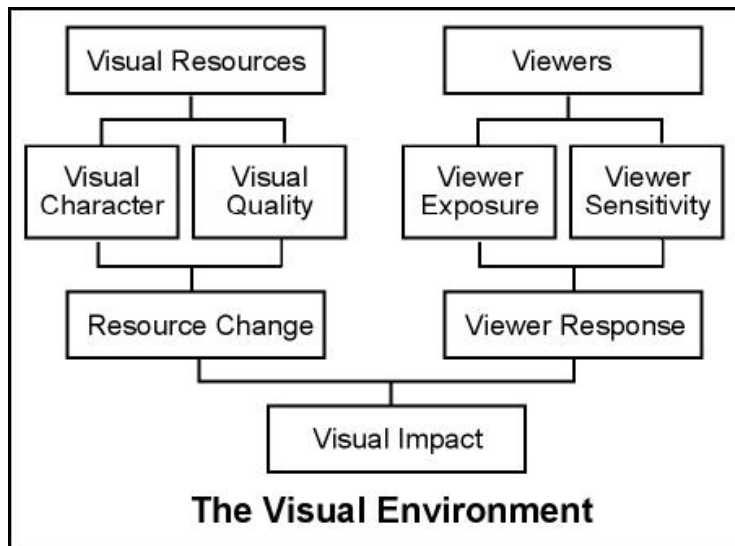 Visual Resources
Viewers
Visual
Character
Visual
Quality
Viewer
Exposure
Viewer
Sensitivity
Resource Change
Viewer Response
Visual Impact
The Visual Environment